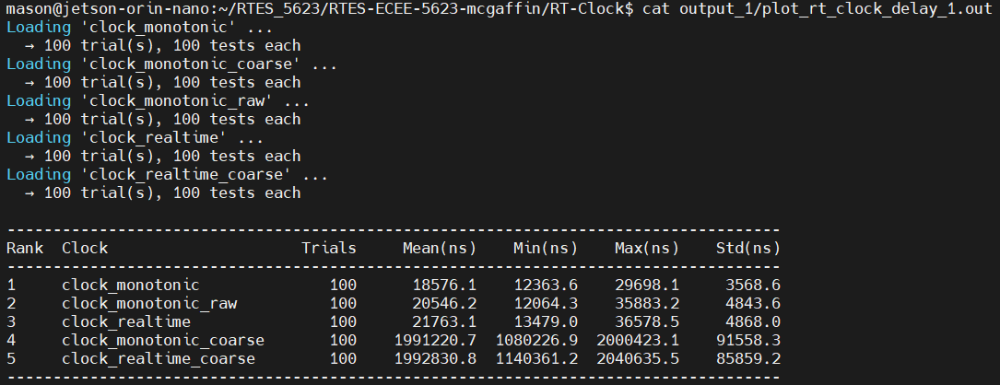 mason@jetson-orin-nano:~/RTES_5623/RTES-ECEE-5623-mcgaffin/RT-Clock$ cat output_1/plot_rt_clock_delay_1.out
Loading 'clock_monotonic' ...
  → 100 trial(s), 100 tests each
Loading 'clock_monotonic_coarse' ...
  → 100 trial(s), 100 tests each
Loading 'clock_monotonic_raw' ...
  → 100 trial(s), 100 tests each
Loading 'clock_realtime' ...
  → 100 trial(s), 100 tests each
Loading 'clock_realtime_coarse' ...
  → 100 trial(s), 100 tests each

------------------------------------------------------------------------------------
Rank  Clock                     Trials     Mean(ns)    Min(ns)    Max(ns)    Std(ns)
------------------------------------------------------------------------------------
1     clock_monotonic              100      18576.1    12363.6    29698.1     3568.6
2     clock_monotonic_raw          100      20546.2    12064.3    35883.2     4843.6
3     clock_realtime               100      21763.1    13479.0    36578.5     4868.0
4     clock_monotonic_coarse       100    1991220.7  1080226.9  2000423.1    91558.3
5     clock_realtime_coarse        100    1992830.8  1140361.2  2040635.5    85859.2
------------------------------------------------------------------------------------